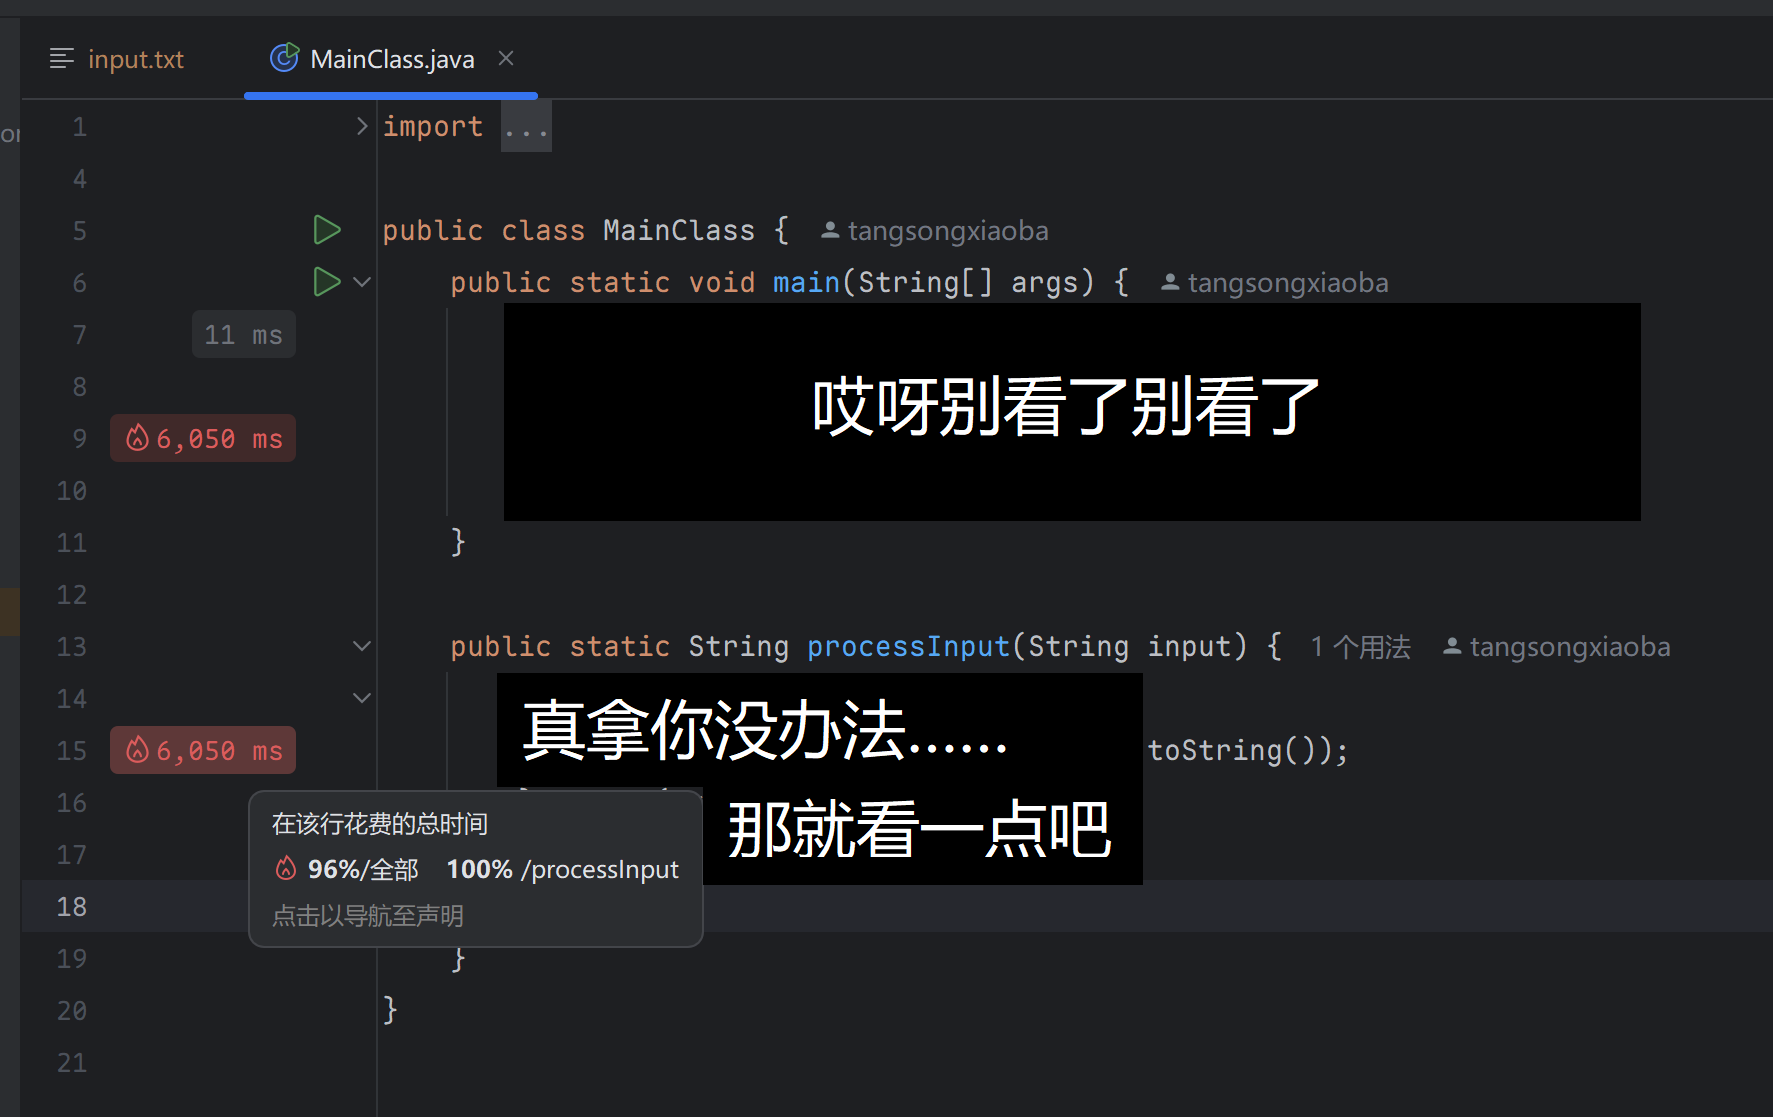 input.txt MainClass.java
1 import ...
4
5 public class MainClass { tangsongxiaoba
6 public static void main(String[] args) { tangsongxiaoba
7 11 ms
8 哎呀别看了别看了
9 6,050 ms
10
11 }
12
13 public static String processInput(String input) { 1 个用法 tangsongxiaoba
14 真拿你没办法……
15 6,050 ms toString());
16 那就看一点吧
在该行花费的总时间
17 96%/全部 100% /processInput
18 点击以导航至声明
19 }
20 }
21